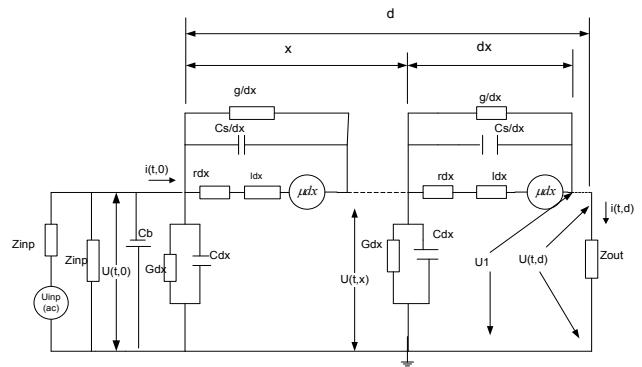 d
x
dx
g/dx
g/dx
Cs/dx
Cs/dx
i(t,0)
rdx
ldx
μdx
rdx
ldx
μdx
i(t,d)
Zinp
Zinp
U(t,0)
Cb
Gdx
Cdx
U(t,x)
Gdx
Cdx
U1
U(t,d)
Zout
Uinp
(ac)